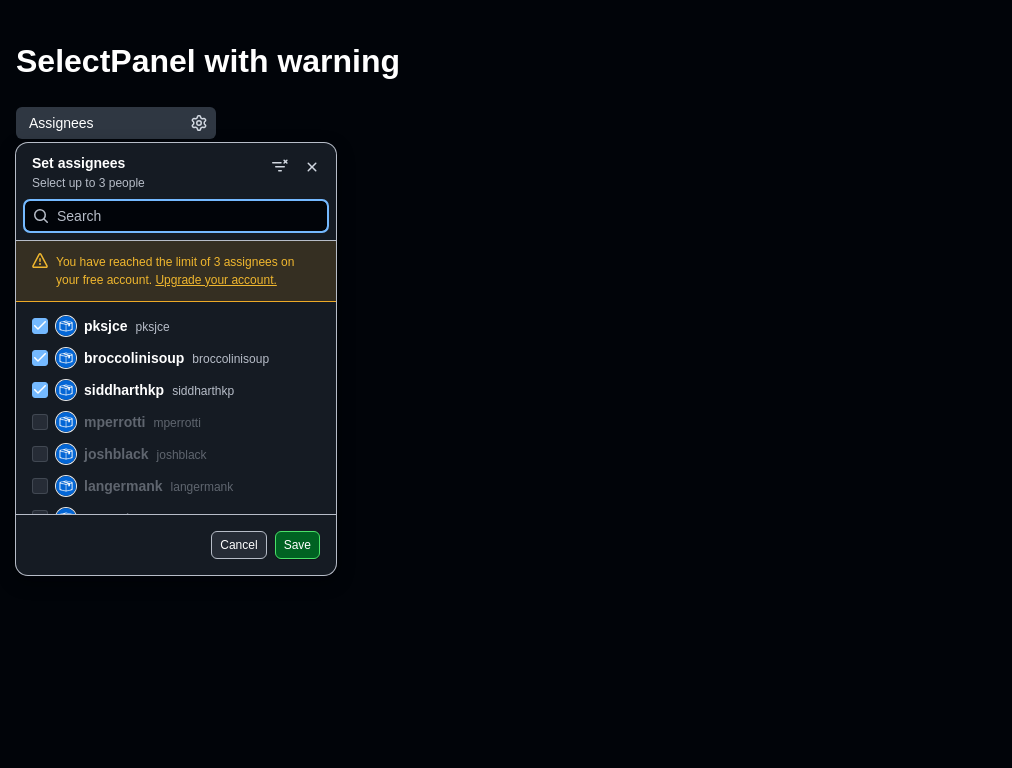 SelectPanel with warning
Assignees
Set assignees
Select up to 3 people
Search
You have reached the limit of 3 assignees on
your free account. Upgrade your account.
pksjce pksjce
broccolinisoup broccolinisoup
siddharthkp siddharthkp
mperrotti mperrotti
joshblack joshblack
langermank langermank
Cancel Save